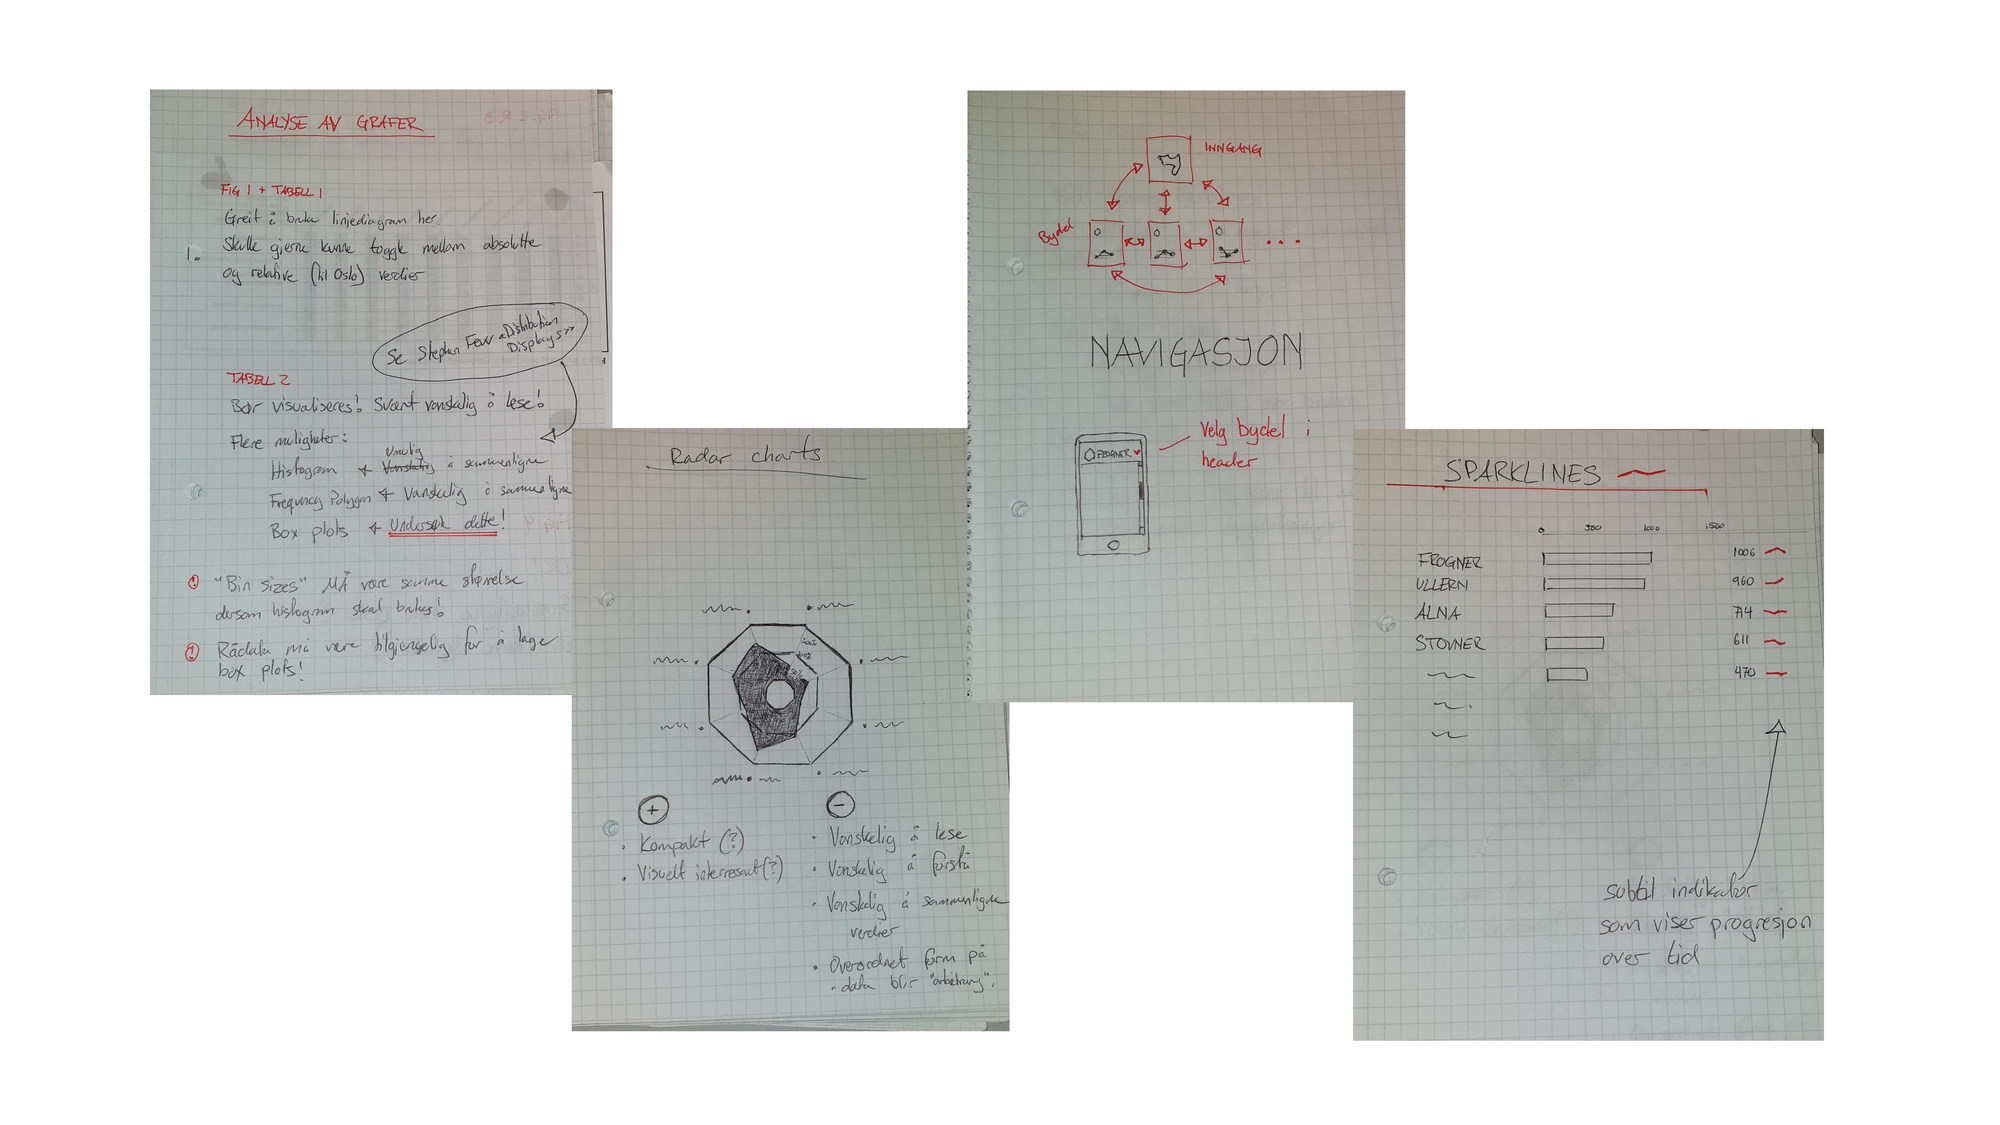 ANALYSE AV GRAFER
FIG 1 + TABELL 1
Greit å bruke linjediagram her.
1.
Skulle gjerne kunne toggle mellom absolutte
og relative (til Oslo) verdier
Se Stephen Few «Distribution
Displays»
TABELL 2
Bør visualiseres! Svært vanskelig å lese!
Flere muligheter:
Umulig
Histogram ← Vanskelig å sammenligne
Frequency Polygon ← Vanskelig å sammenligne
Box plots ← Undersøk dette!
! "Bin sizes" MÅ være samme størrelse
dersom histogram skal brukes!
! Rådata må være tilgjengelig for å lage
box plots!
Radar charts
+
• Kompakt (?)
• Visuelt interresant (?)
-
• Vanskelig å lese
• Vanskelig å forstå
• Vanskelig å sammenligne
verdier
• Overordnet form på
data blir "arbitrary".
INNGANG
Bydel
...
NAVIGASJON
Velg bydel i
header
FROGNER
SPARKLINES
0 500 1000 1500
FROGNER 1006
ULLERN 960
ALNA 714
STOVNER 611
470
subtil indikator
som viser progresjon
over tid